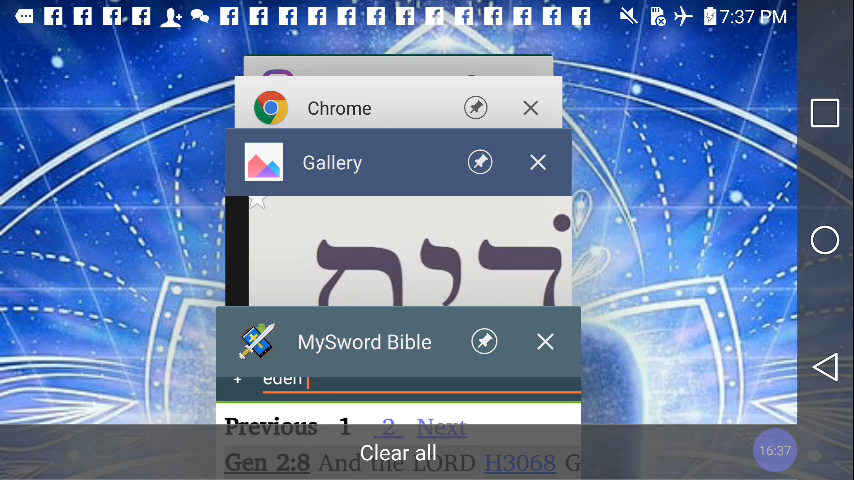 7:37 PM
Chrome
Gallery
MySword Bible
+ eden
Previous 1 2 Next
Gen 2:8 And the LORD H3068 G
Clear all
16:37